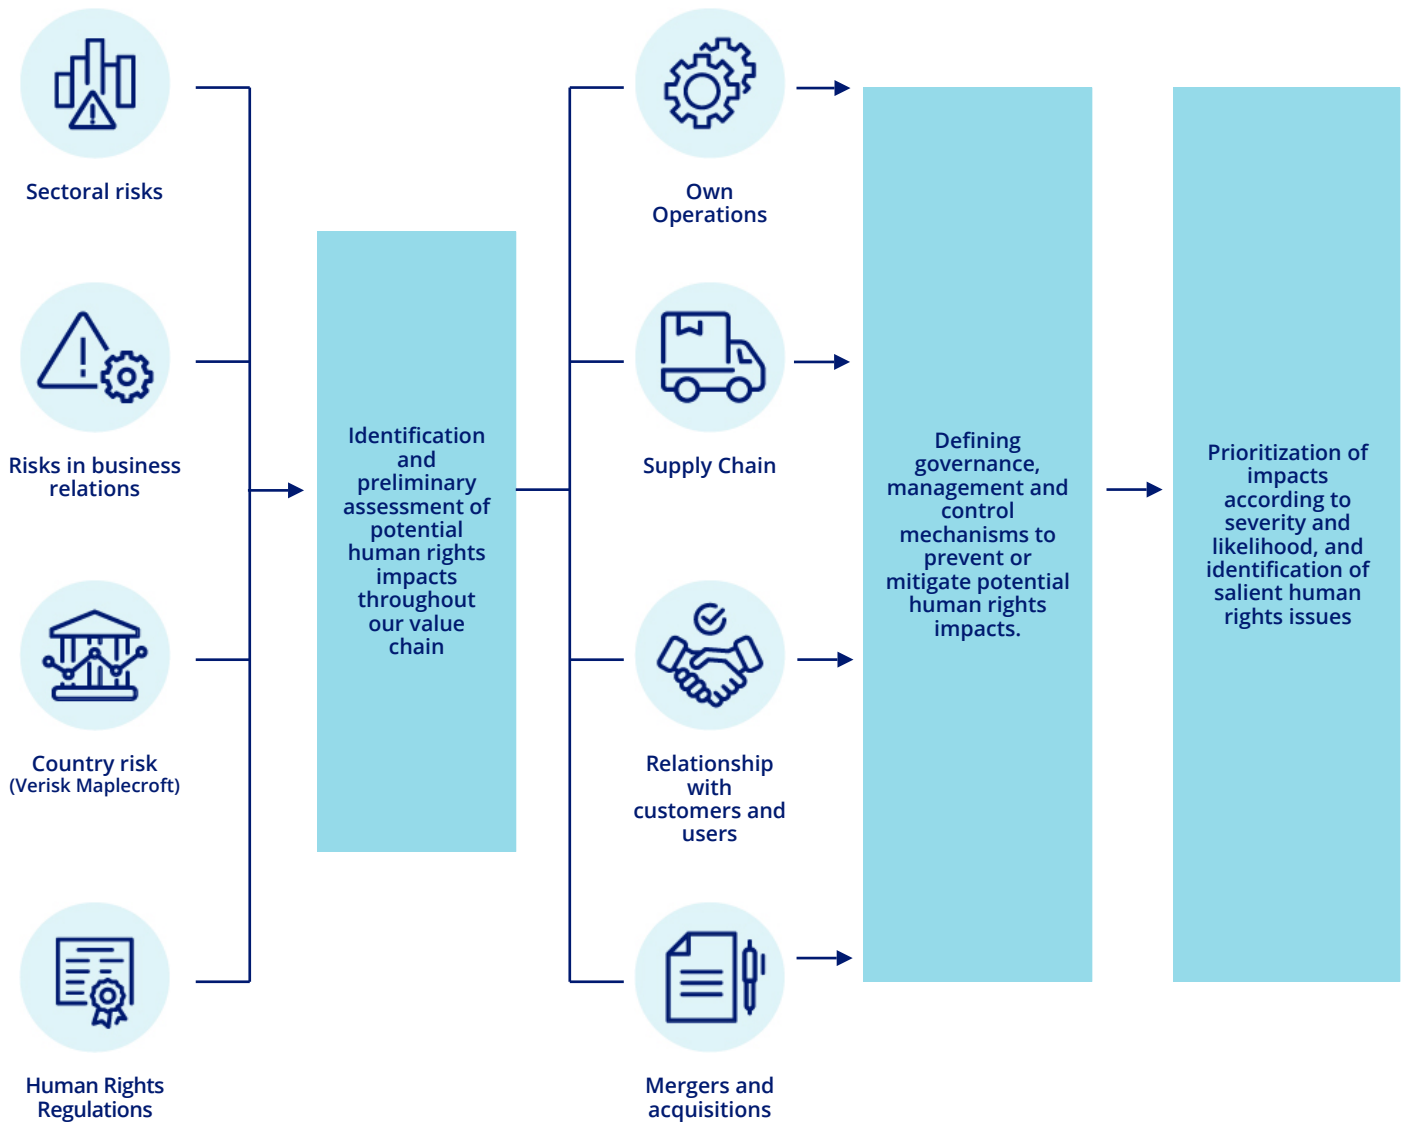 Sectoral risks
Risks in business
relations
Country risk
(Verisk Maplecroft)
Human Rights
Regulations
Identification
and
preliminary
assessment of
potential
human rights
impacts
throughout
our value
chain
Own
Operations
Supply Chain
Relationship
with
customers and
users
Mergers and
acquisitions
Defining
governance,
management and
control
mechanisms to
prevent or
mitigate potential
human rights
impacts.
Prioritization of
impacts
according to
severity and
likelihood, and
identification of
salient human
rights issues